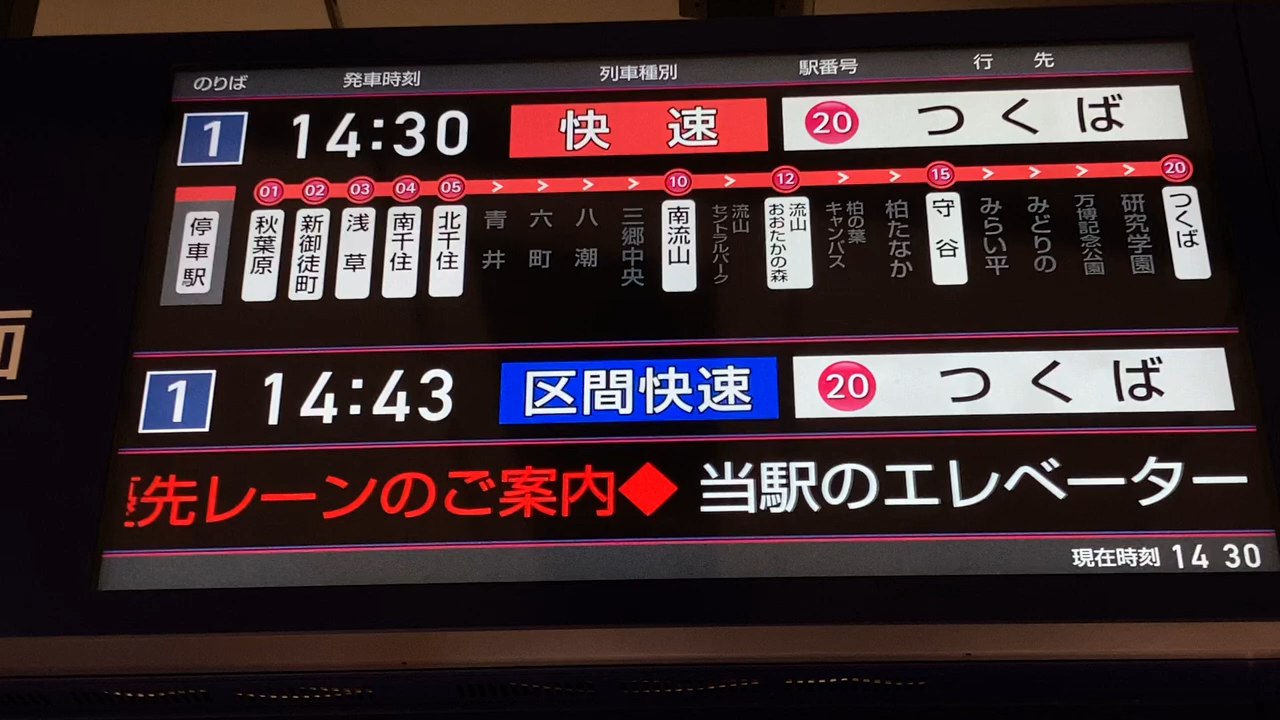 のりば 発車時刻 列車種別 駅番号 行先
1 14:30 快速 20 つくば
01 02 03 04 05 10 12 15 20
停車駅 秋葉原 新御徒町 浅草 南千住 北千住 青井 六町 八潮 三郷中央 南流山 流山セントラルパーク 流山おおたかの森 柏の葉キャンパス 柏たなか 守谷 みらい平 みどりの 万博記念公園 研究学園 つくば
1 14:43 区間快速 20 つくば
先レーンのご案内◆ 当駅のエレベーター
現在時刻 14 30